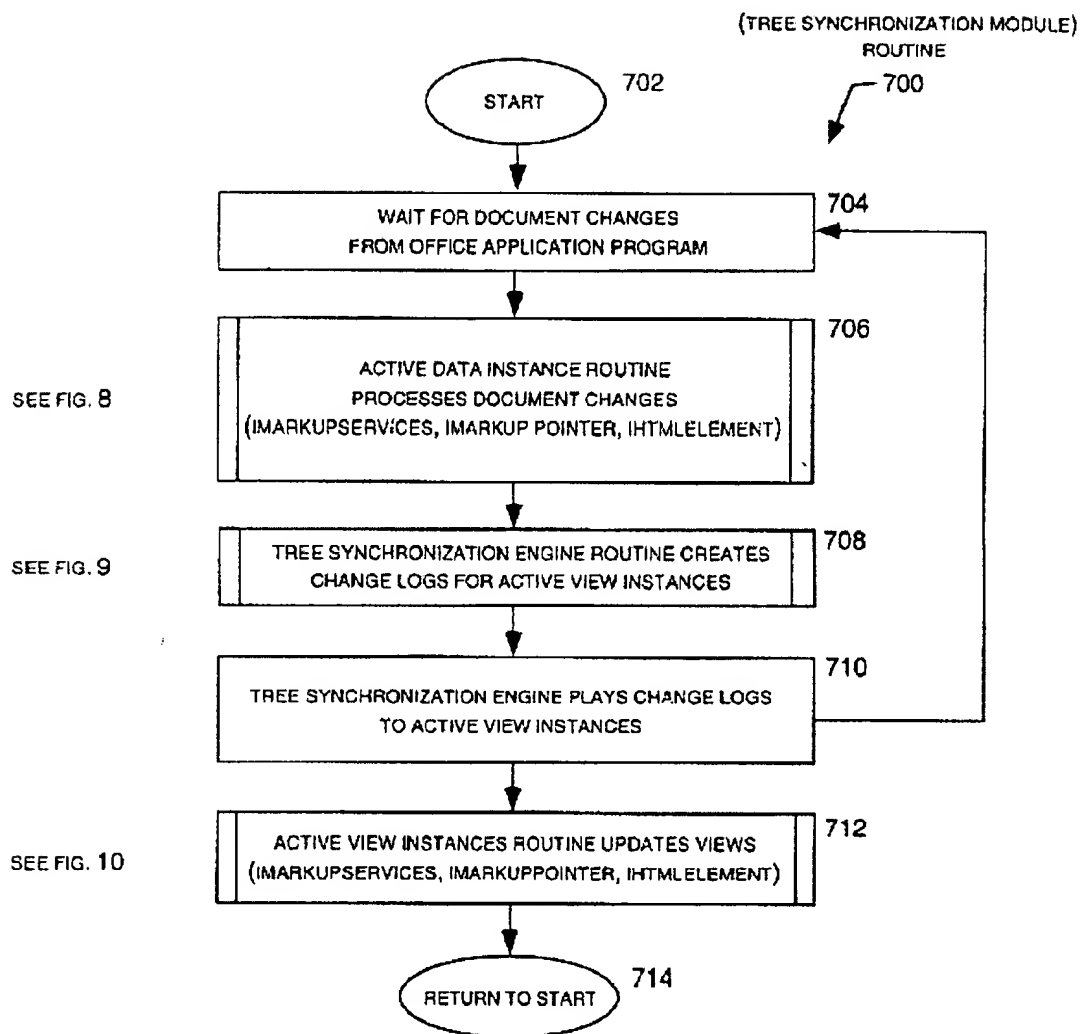 (TREE SYNCHRONIZATION MODULE)
ROUTINE
700
START
702
WAIT FOR DOCUMENT CHANGES
FROM OFFICE APPLICATION PROGRAM
704
SEE FIG. 8
ACTIVE DATA INSTANCE ROUTINE
PROCESSES DOCUMENT CHANGES
(IMARKUPSERVICES, IMARKUP POINTER, IHTMLELEMENT)
706
SEE FIG. 9
TREE SYNCHRONIZATION ENGINE ROUTINE CREATES
CHANGE LOGS FOR ACTIVE VIEW INSTANCES
708
TREE SYNCHRONIZATION ENGINE PLAYS CHANGE LOGS
TO ACTIVE VIEW INSTANCES
710
SEE FIG. 10
ACTIVE VIEW INSTANCES ROUTINE UPDATES VIEWS
(IMARKUPSERVICES, IMARKUPPOINTER, IHTMLELEMENT)
712
RETURN TO START
714